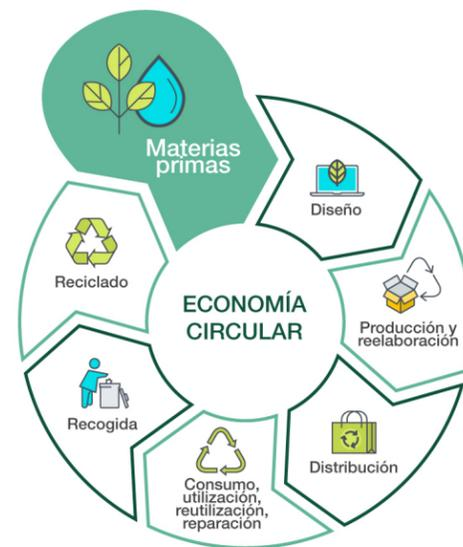 Materias
primas
Diseño
Producción y
reelaboración
Distribución
Consumo,
utilización,
reutilización,
reparación
Recogida
Reciclado
ECONOMÍA
CIRCULAR